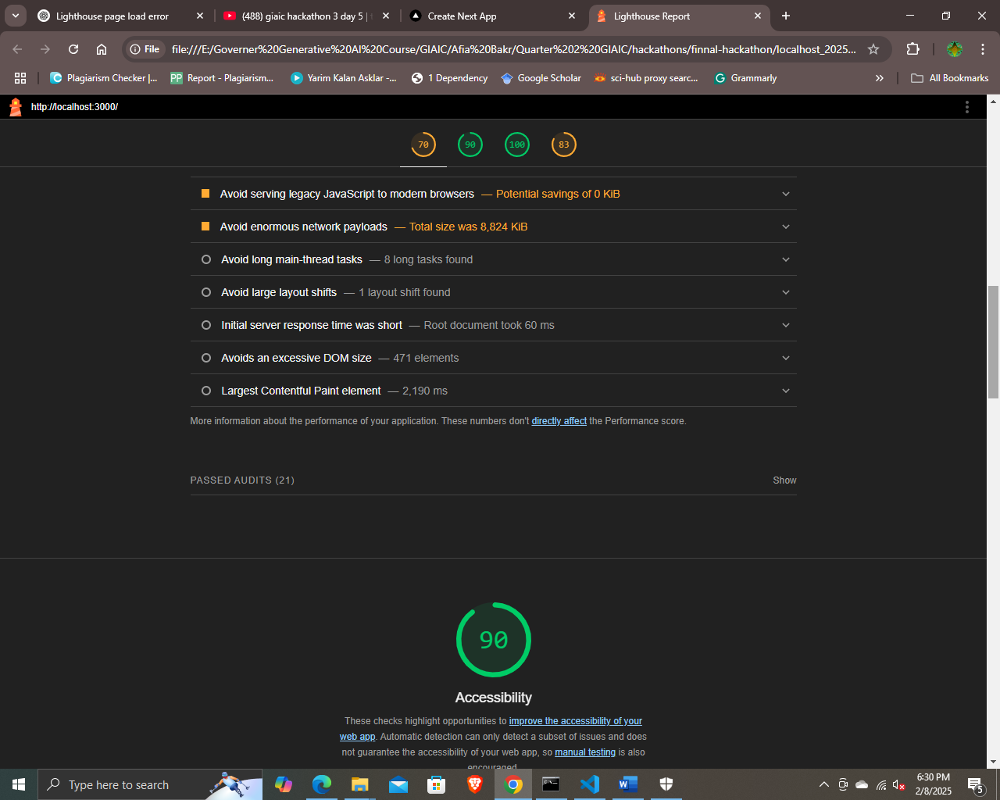 Lighthouse page load error
(488) giaic hackathon 3 day 5 |
Create Next App
Lighthouse Report
File
file:///E:/Governer%20Generative%20AI%20Course/GIAIC/Afia%20Bakr/Quarter%202%20GIAIC/hackathons/finnal-hackathon/localhost_2025...
Plagiarism Checker |...
PP
Report - Plagiarism...
Yarim Kalan Asklar -...
1 Dependency
Google Scholar
sci-hub proxy searc...
Grammarly
All Bookmarks
http://localhost:3000/
70
90
100
83
Avoid serving legacy JavaScript to modern browsers — Potential savings of 0 KiB
Avoid enormous network payloads — Total size was 8,824 KiB
Avoid long main-thread tasks — 8 long tasks found
Avoid large layout shifts — 1 layout shift found
Initial server response time was short — Root document took 60 ms
Avoids an excessive DOM size — 471 elements
Largest Contentful Paint element — 2,190 ms
More information about the performance of your application. These numbers don't directly affect the Performance score.
PASSED AUDITS (21)
Show
90
Accessibility
These checks highlight opportunities to improve the accessibility of your
web app. Automatic detection can only detect a subset of issues and does
not guarantee the accessibility of your web app, so manual testing is also
encouraged.
Type here to search
6:30 PM
2/8/2025
5